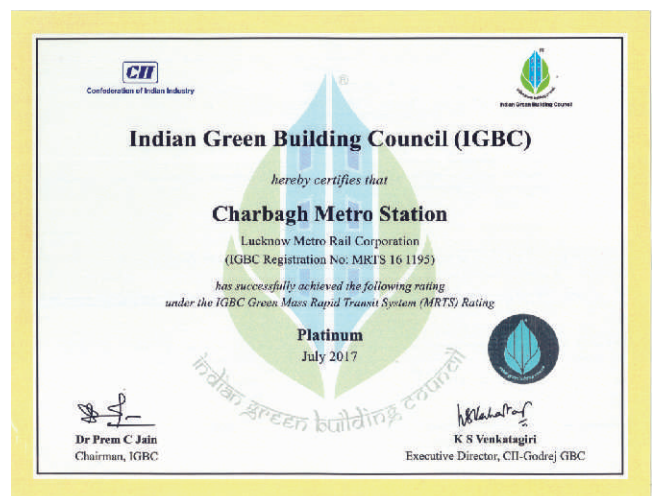 CII
Confederation of Indian Industry
Indian Green Building Council
Indian Green Building Council (IGBC)
hereby certifies that
Charbagh Metro Station
Lucknow Metro Rail Corporation
(IGBC Registration No: MRTS 16 1195)
has successfully achieved the following rating
under the IGBC Green Mass Rapid Transit System (MRTS) Rating
Platinum
July 2017
indian green building council
Dr Prem C Jain
Chairman, IGBC
K S Venkatagiri
Executive Director, CII-Godrej GBC